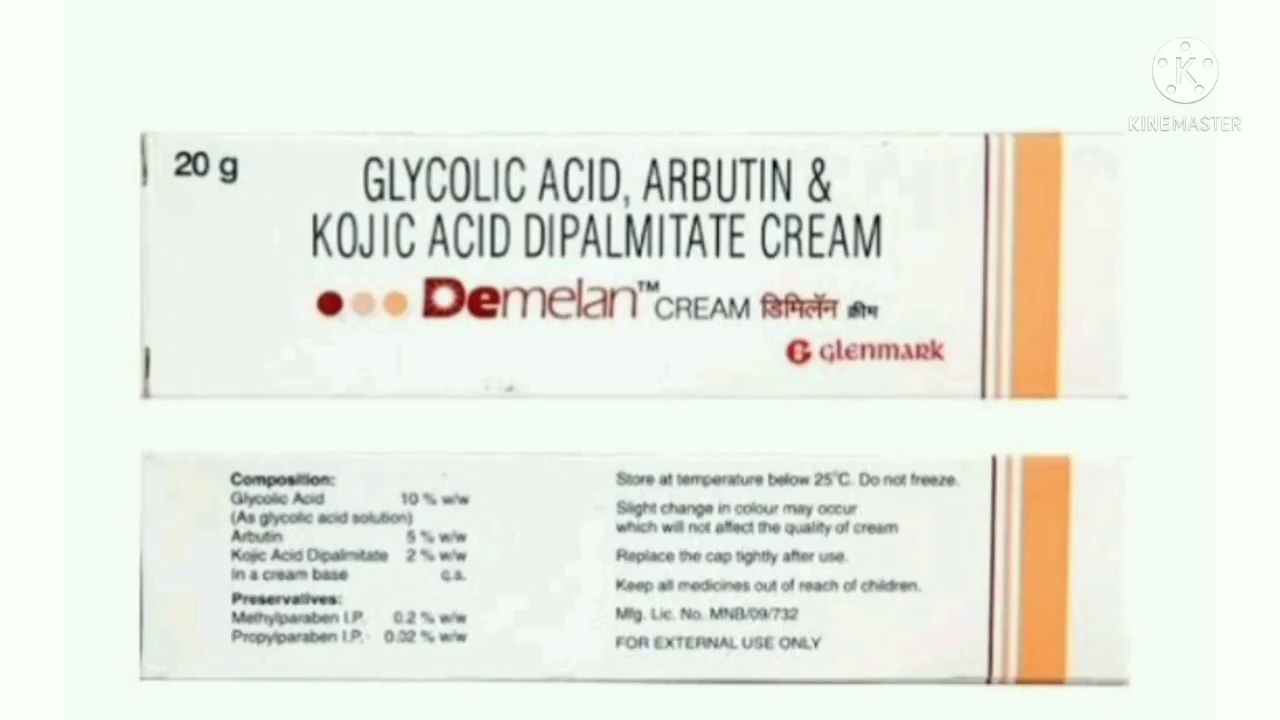 KINEMASTER
20 g
GLYCOLIC ACID, ARBUTIN &
KOJIC ACID DIPALMITATE CREAM
Demelan™ CREAM डिमिलॅन क्रीम
Glenmark
Composition:
Glycolic Acid 10 % w/w
(As glycolic acid solution)
Arbutin 5 % w/w
Kojic Acid Dipalmitate 2 % w/w
In a cream base q.s.
Preservatives:
Methylparaben I.P. 0.2 % w/w
Propylparaben I.P. 0.02 % w/w
Store at temperature below 25°C. Do not freeze.
Slight change in colour may occur
which will not affect the quality of cream
Replace the cap tightly after use.
Keep all medicines out of reach of children.
Mfg. Lic. No. MNB/09/732
FOR EXTERNAL USE ONLY